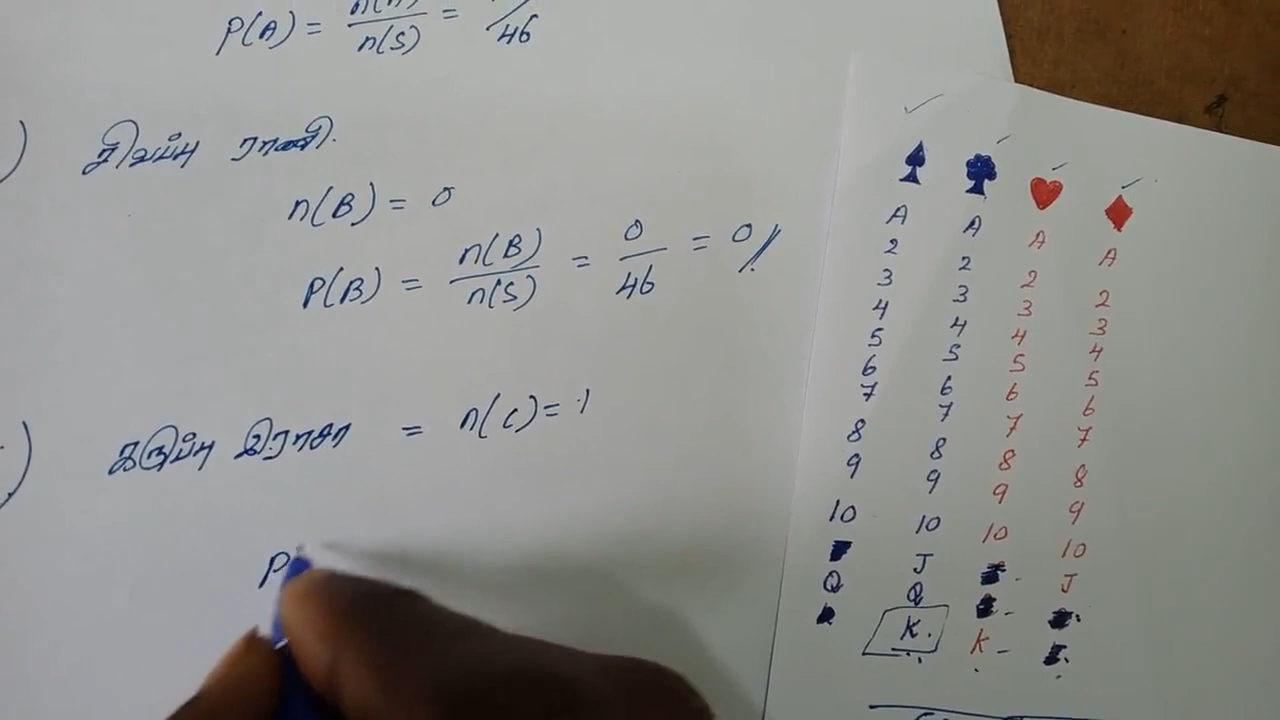 P(A) = n(A)/n(S) = /46
) சிவப்பு ராணி.
n(B) = 0
P(B) = n(B)/n(S) = 0/46 = 0//.
) கருப்பு இராசா = n(C) = 1
P
A A A A
2 2 2 2
3 3 3 3
4 4 4 4
5 5 5 5
6 6 6 6
7 7 7 7
8 8 8 8
9 9 9 9
10 10 10 10
J J
Q Q
K. K